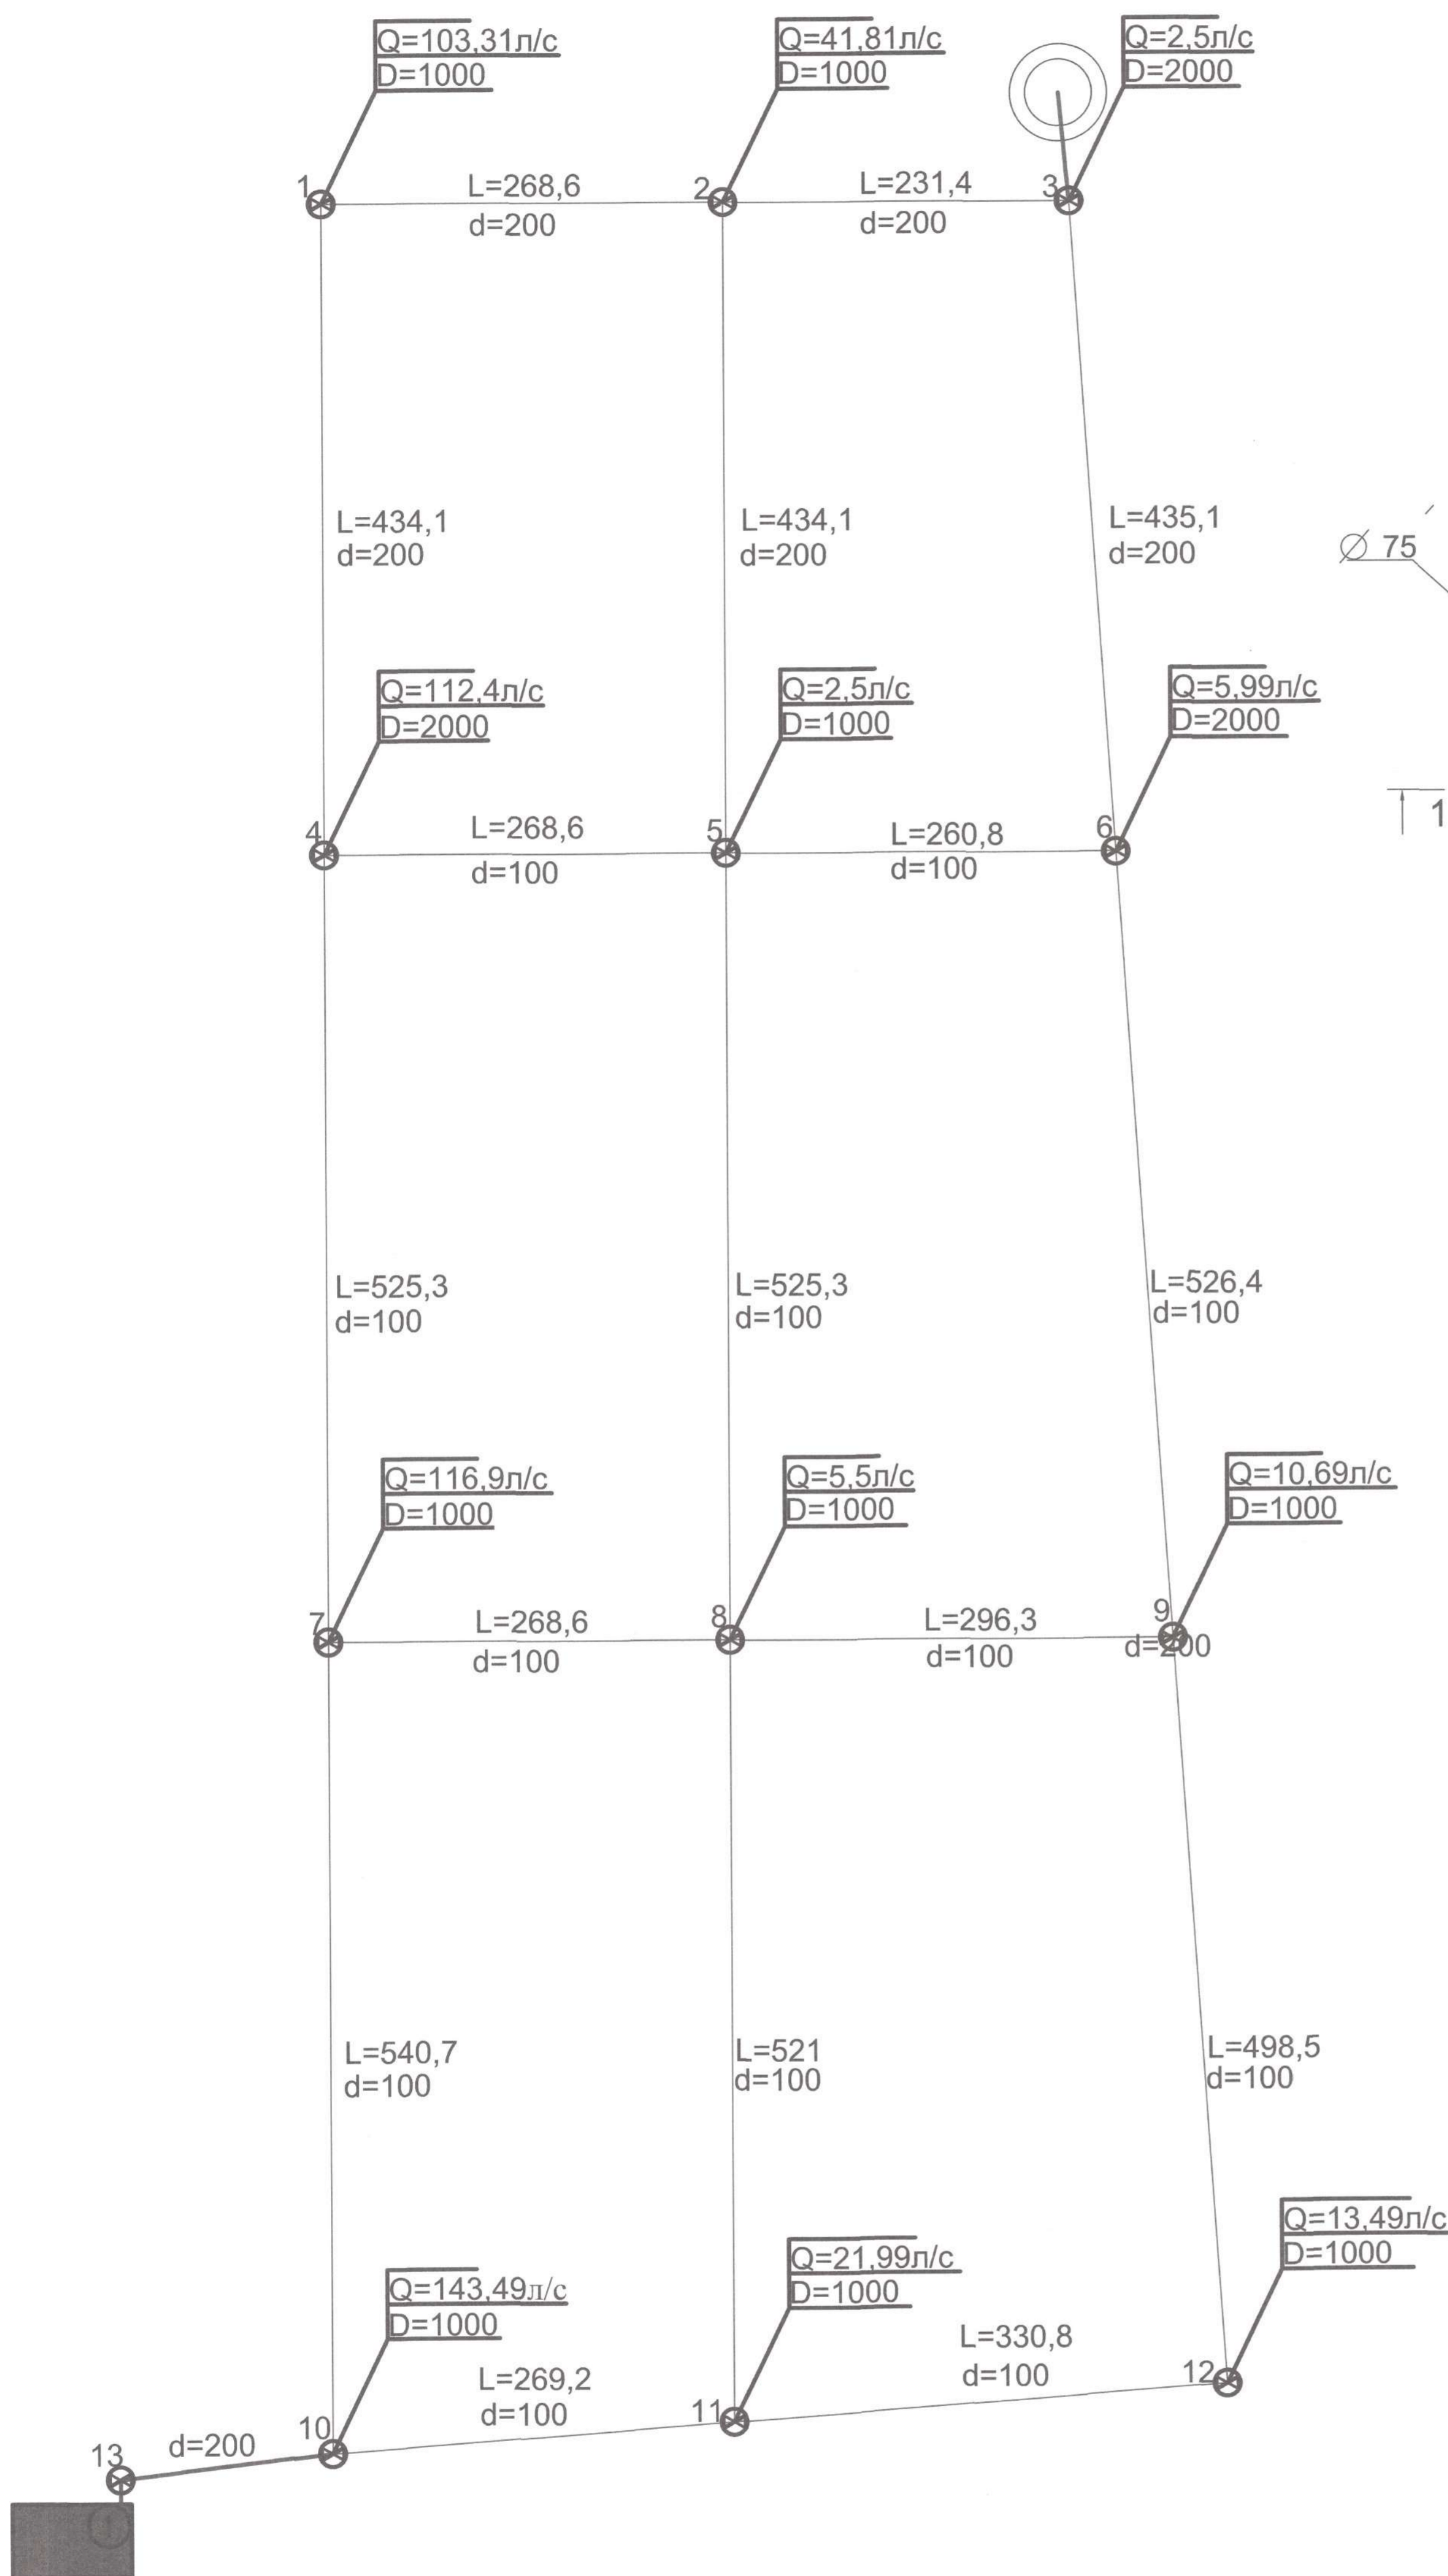 Q=103,31л/с
D=1000
Q=41,81л/с
D=1000
Q=2,5л/с
D=2000
1
L=268,6
d=200
2
L=231,4
d=200
3
L=434,1
d=200
L=434,1
d=200
L=435,1
d=200
Ø 75
Q=112,4л/с
D=2000
Q=2,5л/с
D=1000
Q=5,99л/с
D=2000
1
4
L=268,6
d=100
5
L=260,8
d=100
6
L=525,3
d=100
L=525,3
d=100
L=526,4
d=100
Q=116,9л/с
D=1000
Q=5,5л/с
D=1000
Q=10,69л/с
D=1000
7
L=268,6
d=100
8
L=296,3
d=100
9
d=200
L=540,7
d=100
L=521
d=100
L=498,5
d=100
Q=143,49л/с
D=1000
Q=21,99л/с
D=1000
Q=13,49л/с
D=1000
13
d=200
10
L=269,2
d=100
11
L=330,8
d=100
12
1